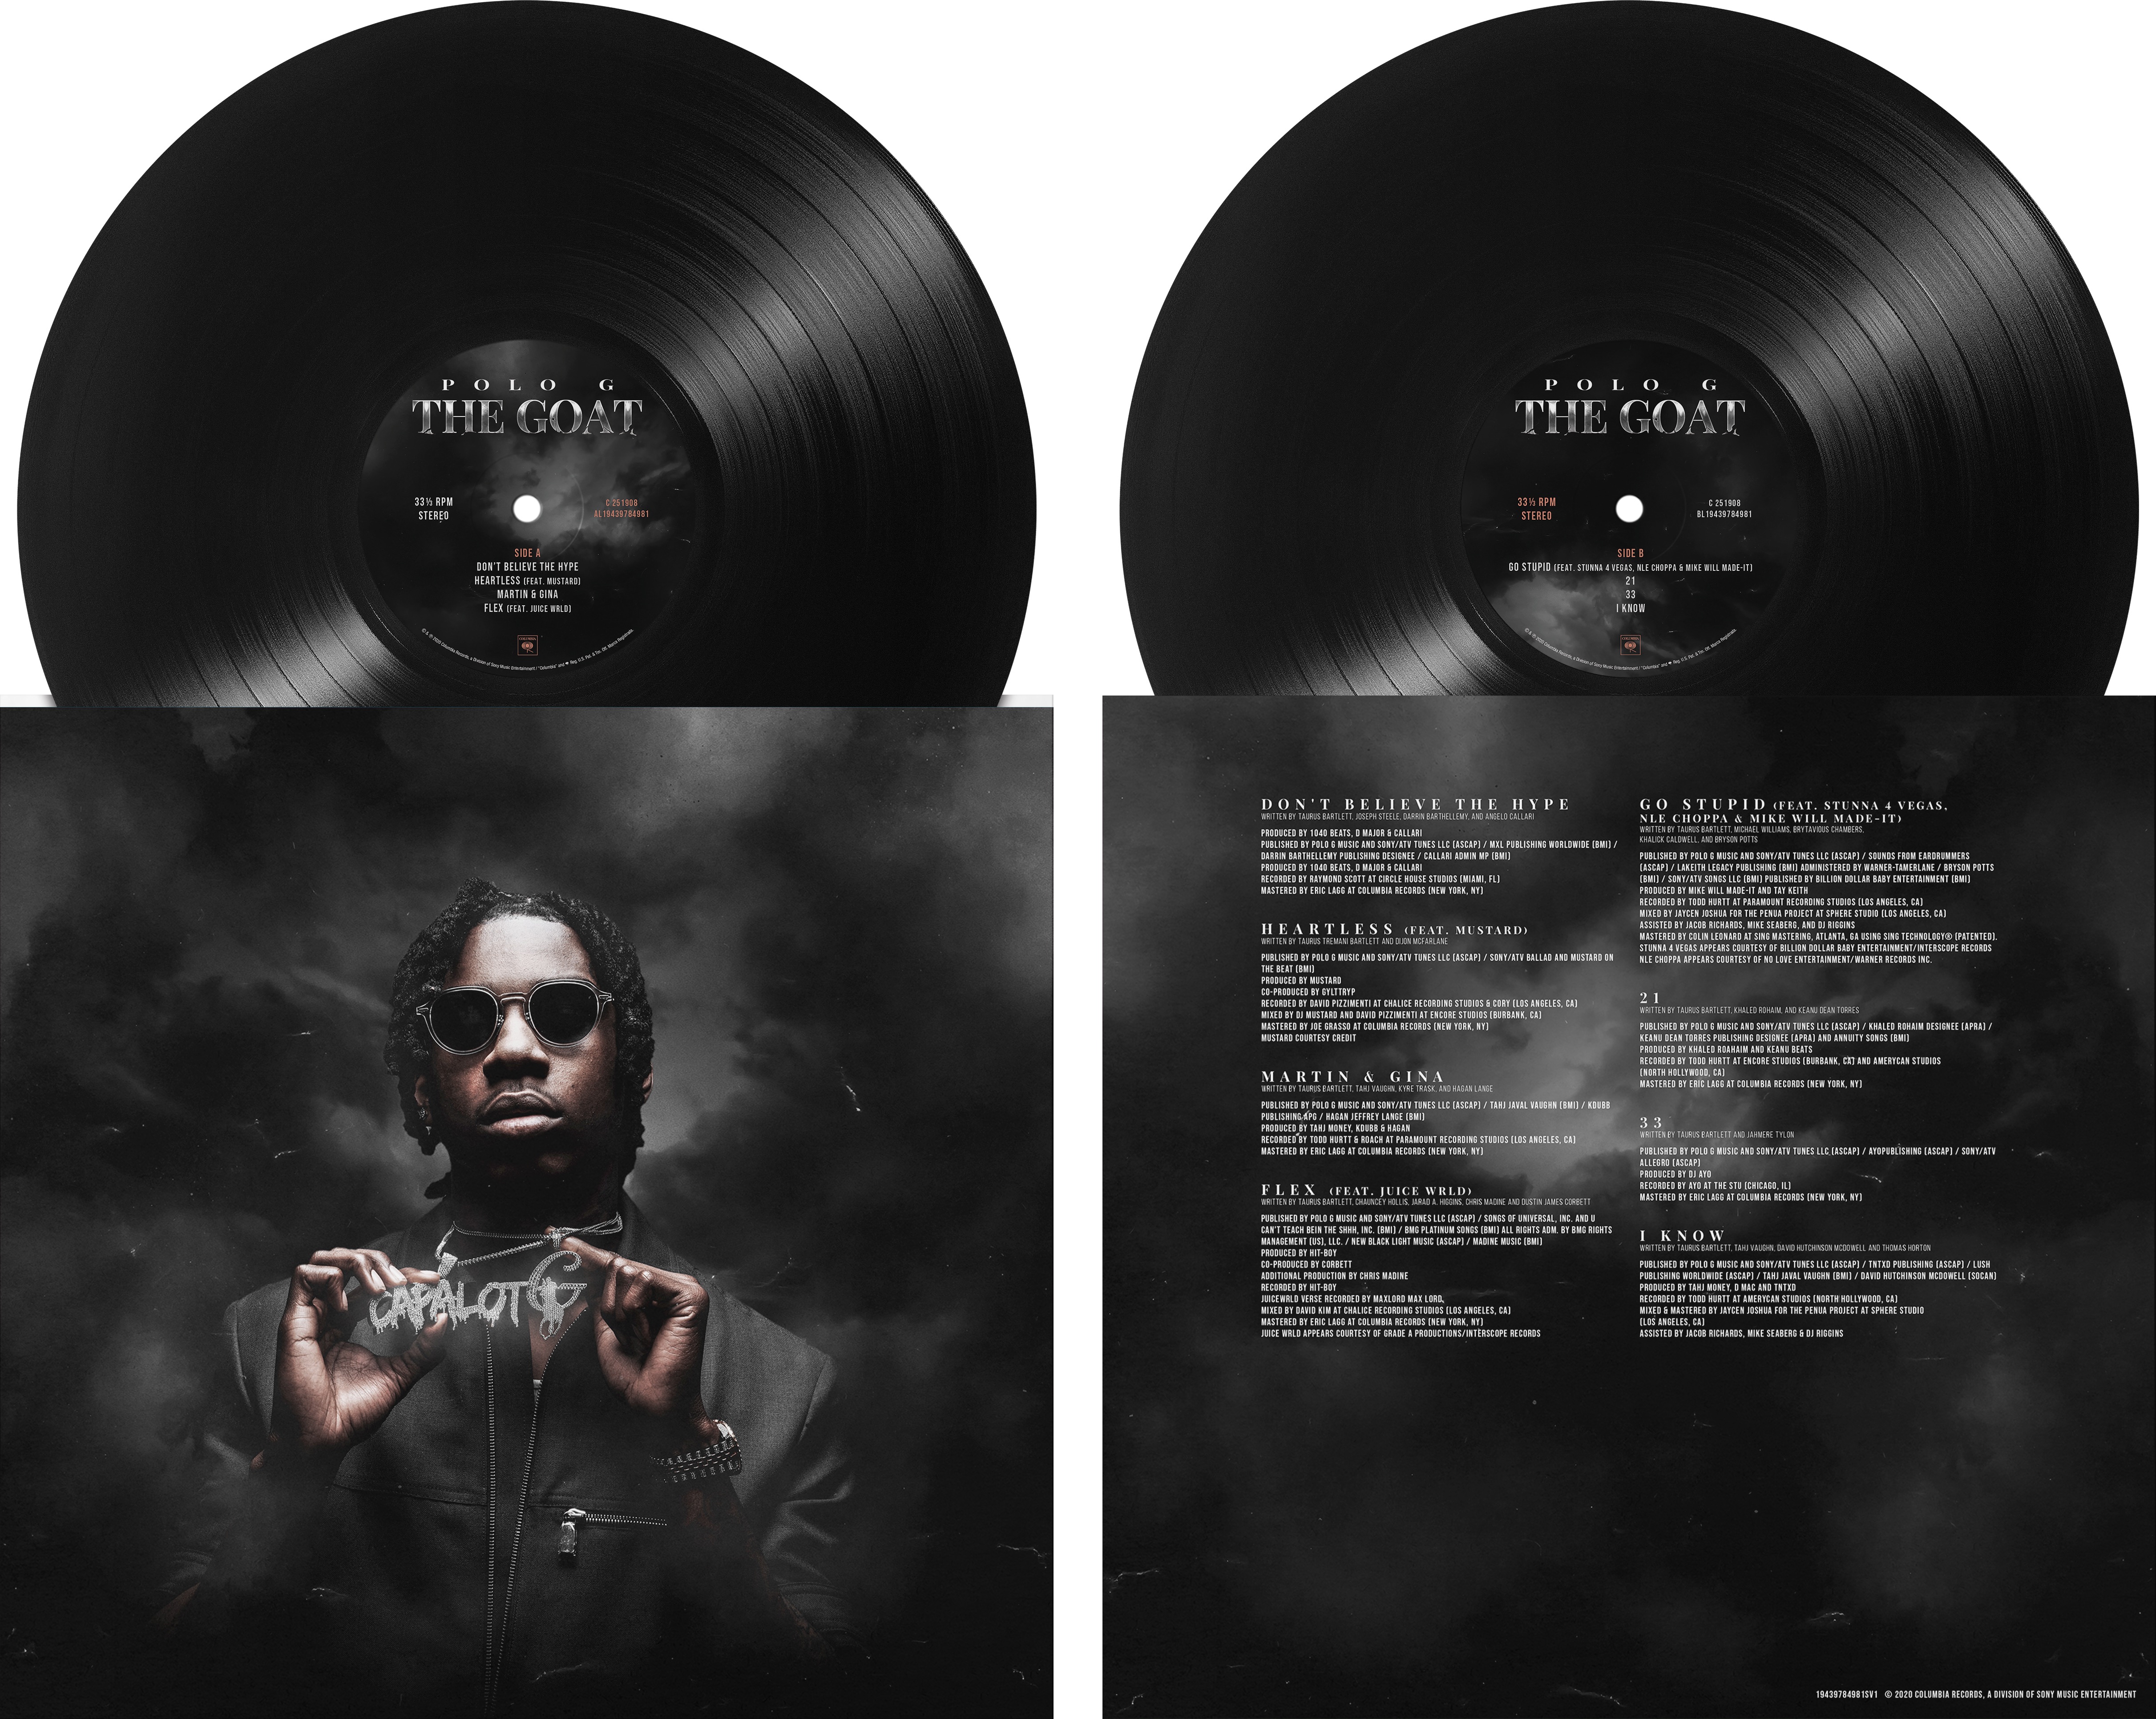 POLO G
THE GOAT
33⅓ RPM
STEREO
C 251908
AL19439784981
SIDE A
DON'T BELIEVE THE HYPE
HEARTLESS (FEAT. MUSTARD)
MARTIN & GINA
FLEX (FEAT. JUICE WRLD)
COLUMBIA
© & ℗ 2020 Columbia Records, a Division of Sony Music Entertainment / "Columbia" and Reg. U.S. Pat. & Tm. Off. Marca Registrada.
POLO G
THE GOAT
33⅓ RPM
STEREO
C 251908
BL19439784981
SIDE B
GO STUPID (FEAT. STUNNA 4 VEGAS, NLE CHOPPA & MIKE WILL MADE-IT)
21
33
I KNOW
COLUMBIA
© & ℗ 2020 Columbia Records, a Division of Sony Music Entertainment / "Columbia" and Reg. U.S. Pat. & Tm. Off. Marca Registrada.
CAPALOT G
DON'T BELIEVE THE HYPE
WRITTEN BY TAURUS BARTLETT, JOSEPH STEELE, DARRIN BARTHELLEMY, AND ANGELO CALLARI
PRODUCED BY 1040 BEATS, D MAJOR & CALLARI
PUBLISHED BY POLO G MUSIC AND SONY/ATV TUNES LLC (ASCAP) / MXL PUBLISHING WORLDWIDE (BMI) /
DARRIN BARTHELLEMY PUBLISHING DESIGNEE / CALLARI ADMIN MP (BMI)
PRODUCED BY 1040 BEATS, D MAJOR & CALLARI
RECORDED BY RAYMOND SCOTT AT CIRCLE HOUSE STUDIOS (MIAMI, FL)
MASTERED BY ERIC LAGG AT COLUMBIA RECORDS (NEW YORK, NY)
HEARTLESS (FEAT. MUSTARD)
WRITTEN BY TAURUS TREMANI BARTLETT AND DIJON MCFARLANE
PUBLISHED BY POLO G MUSIC AND SONY/ATV TUNES LLC (ASCAP) / SONY/ATV BALLAD AND MUSTARD ON
THE BEAT (BMI)
PRODUCED BY MUSTARD
CO-PRODUCED BY GYLTTRYP
RECORDED BY DAVID PIZZIMENTI AT CHALICE RECORDING STUDIOS & CORY (LOS ANGELES, CA)
MIXED BY DJ MUSTARD AND DAVID PIZZIMENTI AT ENCORE STUDIOS (BURBANK, CA)
MASTERED BY JOE GRASSO AT COLUMBIA RECORDS (NEW YORK, NY)
MUSTARD COURTESY CREDIT
MARTIN & GINA
WRITTEN BY TAURUS BARTLETT, TAHJ VAUGHN, KYRE TRASK, AND HAGAN LANGE
PUBLISHED BY POLO G MUSIC AND SONY/ATV TUNES LLC (ASCAP) / TAHJ JAVAL VAUGHN (BMI) / KDUBB
PUBLISHING APG / HAGAN JEFFREY LANGE (BMI)
PRODUCED BY TAHJ MONEY, KDUBB & HAGAN
RECORDED BY TODD HURTT & ROACH AT PARAMOUNT RECORDING STUDIOS (LOS ANGELES, CA)
MASTERED BY ERIC LAGG AT COLUMBIA RECORDS (NEW YORK, NY)
FLEX (FEAT. JUICE WRLD)
WRITTEN BY TAURUS BARTLETT, CHAUNCEY HOLLIS, JARAD A. HIGGINS, CHRIS MADINE AND DUSTIN JAMES CORBETT
PUBLISHED BY POLO G MUSIC AND SONY/ATV TUNES LLC (ASCAP) / SONGS OF UNIVERSAL, INC. AND U
CAN'T TEACH BEIN THE SHHH, INC. (BMI) / BMG PLATINUM SONGS (BMI) ALL RIGHTS ADM. BY BMG RIGHTS
MANAGEMENT (US), LLC. / NEW BLACK LIGHT MUSIC (ASCAP) / MADINE MUSIC (BMI)
PRODUCED BY HIT-BOY
CO-PRODUCED BY CORBETT
ADDITIONAL PRODUCTION BY CHRIS MADINE
RECORDED BY HIT-BOY
JUICEWRLD VERSE RECORDED BY MAXLORD MAX LORD,
MIXED BY DAVID KIM AT CHALICE RECORDING STUDIOS (LOS ANGELES, CA)
MASTERED BY ERIC LAGG AT COLUMBIA RECORDS (NEW YORK, NY)
JUICE WRLD APPEARS COURTESY OF GRADE A PRODUCTIONS/INTERSCOPE RECORDS
GO STUPID (FEAT. STUNNA 4 VEGAS,
NLE CHOPPA & MIKE WILL MADE-IT)
WRITTEN BY TAURUS BARTLETT, MICHAEL WILLIAMS, BRYTAVIOUS CHAMBERS,
KHALICK CALDWELL, AND BRYSON POTTS
PUBLISHED BY POLO G MUSIC AND SONY/ATV TUNES LLC (ASCAP) / SOUNDS FROM EARDRUMMERS
(ASCAP) / LAKEITH LEGACY PUBLISHING (BMI) ADMINISTERED BY WARNER-TAMERLANE / BRYSON POTTS
(BMI) / SONY/ATV SONGS LLC (BMI) PUBLISHED BY BILLION DOLLAR BABY ENTERTAINMENT (BMI)
PRODUCED BY MIKE WILL MADE-IT AND TAY KEITH
RECORDED BY TODD HURTT AT PARAMOUNT RECORDING STUDIOS (LOS ANGELES, CA)
MIXED BY JAYCEN JOSHUA FOR THE PENUA PROJECT AT SPHERE STUDIO (LOS ANGELES, CA)
ASSISTED BY JACOB RICHARDS, MIKE SEABERG, AND DJ RIGGINS
MASTERED BY COLIN LEONARD AT SING MASTERING, ATLANTA, GA USING SING TECHNOLOGY® (PATENTED).
STUNNA 4 VEGAS APPEARS COURTESY OF BILLION DOLLAR BABY ENTERTAINMENT/INTERSCOPE RECORDS
NLE CHOPPA APPEARS COURTESY OF NO LOVE ENTERTAINMENT/WARNER RECORDS INC.
21
WRITTEN BY TAURUS BARTLETT, KHALED ROHAIM, AND KEANU DEAN TORRES
PUBLISHED BY POLO G MUSIC AND SONY/ATV TUNES LLC (ASCAP) / KHALED ROHAIM DESIGNEE (APRA) /
KEANU DEAN TORRES PUBLISHING DESIGNEE (APRA) AND ANNUITY SONGS (BMI)
PRODUCED BY KHALED ROAHAIM AND KEANU BEATS
RECORDED BY TODD HURTT AT ENCORE STUDIOS (BURBANK, CA) AND AMERYCAN STUDIOS
(NORTH HOLLYWOOD, CA)
MASTERED BY ERIC LAGG AT COLUMBIA RECORDS (NEW YORK, NY)
33
WRITTEN BY TAURUS BARTLETT AND JAHMERE TYLON
PUBLISHED BY POLO G MUSIC AND SONY/ATV TUNES LLC (ASCAP) / AYOPUBLISHING (ASCAP) / SONY/ATV
ALLEGRO (ASCAP)
PRODUCED BY DJ AYO
RECORDED BY AYO AT THE STU (CHICAGO, IL)
MASTERED BY ERIC LAGG AT COLUMBIA RECORDS (NEW YORK, NY)
I KNOW
WRITTEN BY TAURUS BARTLETT, TAHJ VAUGHN, DAVID HUTCHINSON MCDOWELL AND THOMAS HORTON
PUBLISHED BY POLO G MUSIC AND SONY/ATV TUNES LLC (ASCAP) / TNTXD PUBLISHING (ASCAP) / LUSH
PUBLISHING WORLDWIDE (ASCAP) / TAHJ JAVAL VAUGHN (BMI) / DAVID HUTCHINSON MCDOWELL (SOCAN)
PRODUCED BY TAHJ MONEY, D MAC AND TNTXD
RECORDED BY TODD HURTT AT AMERYCAN STUDIOS (NORTH HOLLYWOOD, CA)
MIXED & MASTERED BY JAYCEN JOSHUA FOR THE PENUA PROJECT AT SPHERE STUDIO
(LOS ANGELES, CA)
ASSISTED BY JACOB RICHARDS, MIKE SEABERG & DJ RIGGINS
19439784981SV1 © 2020 COLUMBIA RECORDS, A DIVISION OF SONY MUSIC ENTERTAINMENT